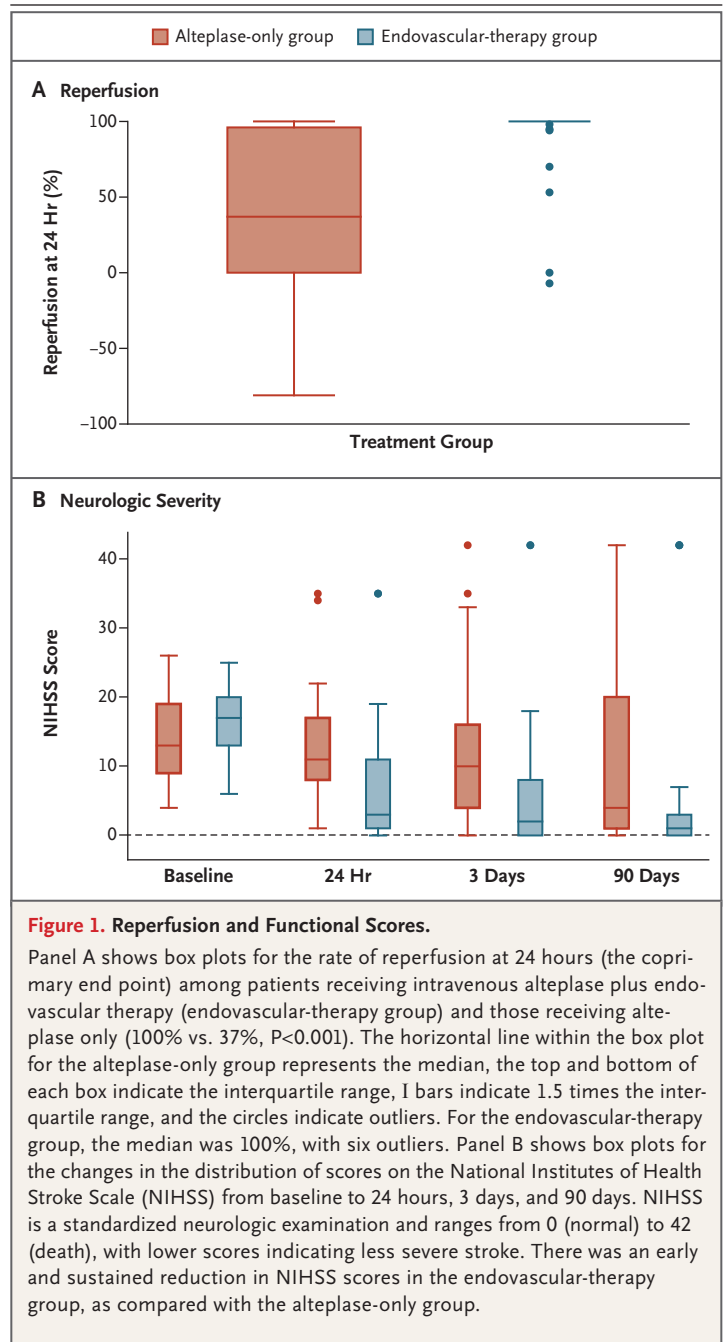 Alteplase-only group Endovascular-therapy group
A Reperfusion
100
50
0
−50
−100
Reperfusion at 24 Hr (%)
Treatment Group
B Neurologic Severity
40
30
20
10
0
NIHSS Score
Baseline 24 Hr 3 Days 90 Days
Figure 1. Reperfusion and Functional Scores.
Panel A shows box plots for the rate of reperfusion at 24 hours (the copri-
mary end point) among patients receiving intravenous alteplase plus endo-
vascular therapy (endovascular-therapy group) and those receiving alte-
plase only (100% vs. 37%, P<0.001). The horizontal line within the box plot
for the alteplase-only group represents the median, the top and bottom of
each box indicate the interquartile range, I bars indicate 1.5 times the inter-
quartile range, and the circles indicate outliers. For the endovascular-therapy
group, the median was 100%, with six outliers. Panel B shows box plots for
the changes in the distribution of scores on the National Institutes of Health
Stroke Scale (NIHSS) from baseline to 24 hours, 3 days, and 90 days. NIHSS
is a standardized neurologic examination and ranges from 0 (normal) to 42
(death), with lower scores indicating less severe stroke. There was an early
and sustained reduction in NIHSS scores in the endovascular-therapy
group, as compared with the alteplase-only group.